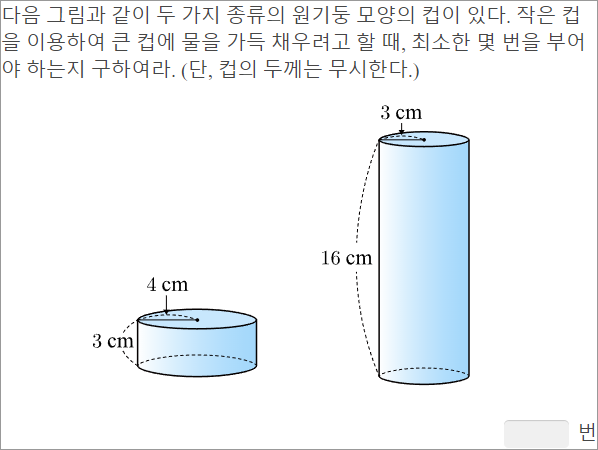 다음 그림과 같이 두 가지 종류의 원기둥 모양의 컵이 있다. 작은 컵
을 이용하여 큰 컵에 물을 가득 채우려고 할 때, 최소한 몇 번을 부어
야 하는지 구하여라. (단, 컵의 두께는 무시한다.)
3 cm
16 cm
4 cm
3 cm
번